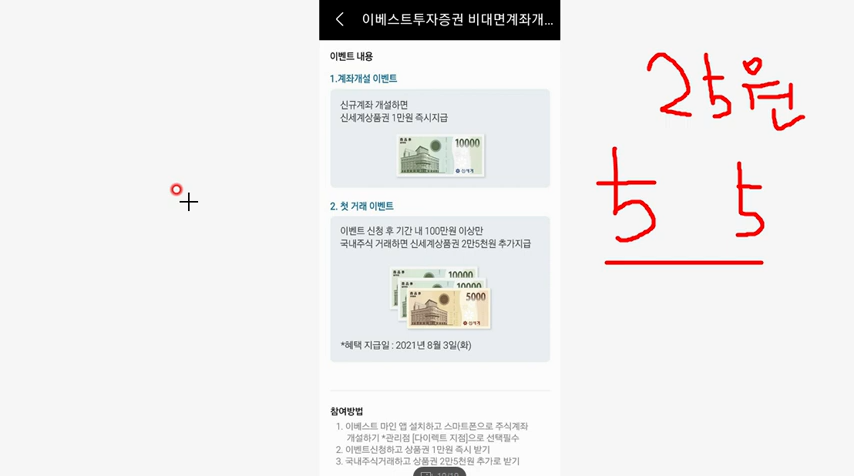 이베스트투자증권 비대면계좌개...
이벤트 내용
1.계좌개설 이벤트
신규계좌 개설하면
신세계상품권 1만원 즉시지급
10000
2. 첫 거래 이벤트
이벤트 신청 후 기간 내 100만원 이상만
국내주식 거래하면 신세계상품권 2만5천원 추가지급
10000
10000
5000
*혜택 지급일 : 2021년 8월 3일(화)
참여방법
1. 이베스트 마인 앱 설치하고 스마트폰으로 주식계좌
개설하기 *관리점 [다이렉트 지점]으로 선택필수
2. 이벤트신청하고 상품권 1만원 즉시 받기
3. 국내주식거래하고 상품권 2만5천원 추가로 받기
25원
5 5